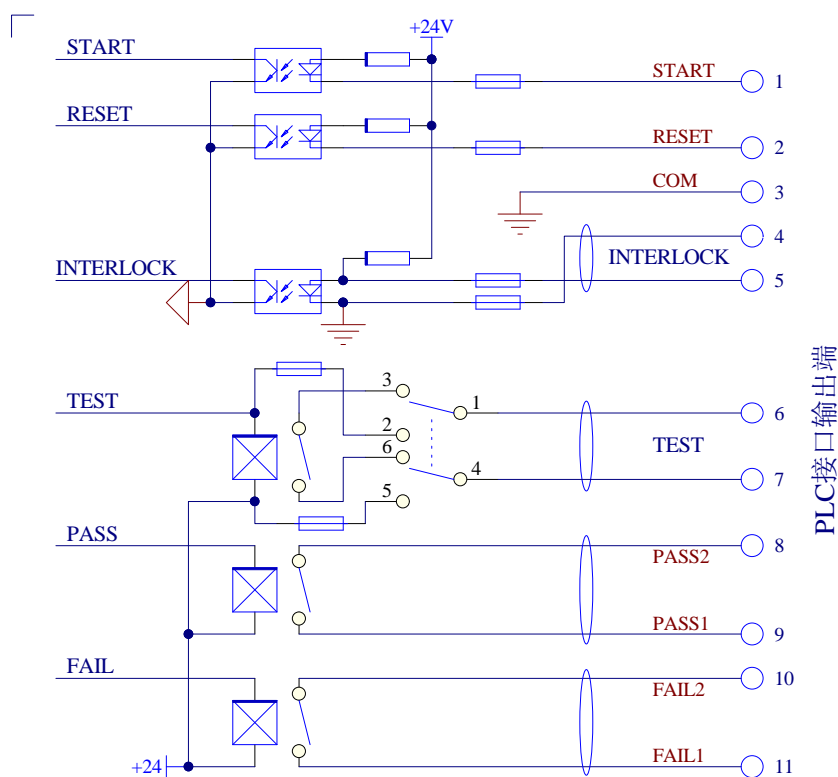 +24V
START
START
1
RESET
RESET
2
COM
3
4
INTERLOCK
INTERLOCK
5
TEST
3
1
6
2
6
TEST
4
7
5
PLC接口输出端
PASS
8
PASS2
PASS1
9
FAIL
10
FAIL2
FAIL1
+24
11